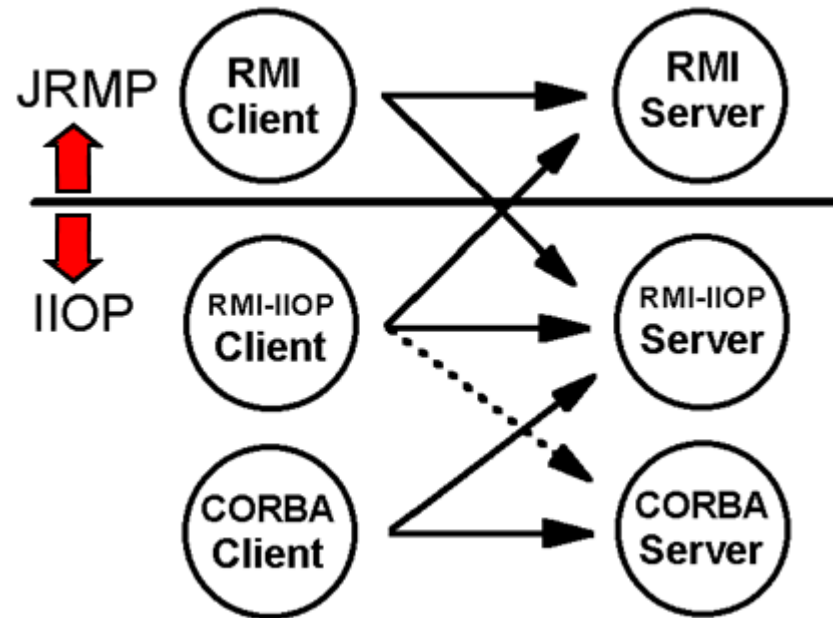 JRMP
RMI
Client
RMI
Server
IIOP
RMI-IIOP
Client
RMI-IIOP
Server
CORBA
Client
CORBA
Server